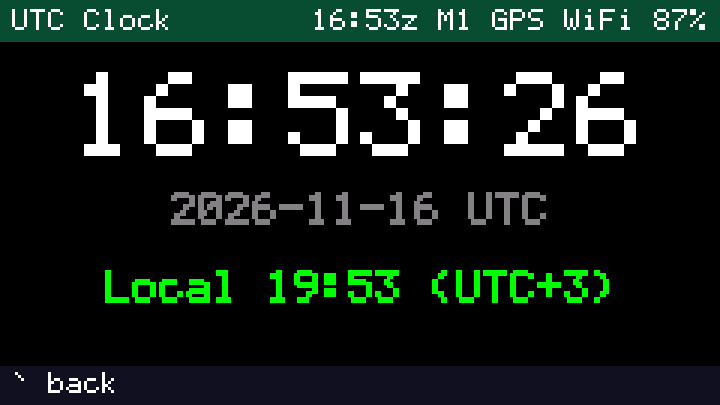 UTC Clock 16:53z M1 GPS WiFi 87%
16:53:26
2026-11-16 UTC
Local 19:53 (UTC+3)
` back